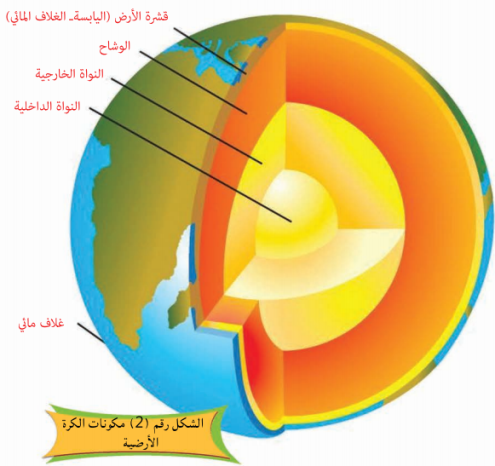 قشرة الأرض (اليابسة ـ الغلاف المائي)
الوشاح
النواة الخارجية
النواة الداخلية
غلاف مائي
الشكل رقم (2) مكونات الكرة
الأرضية